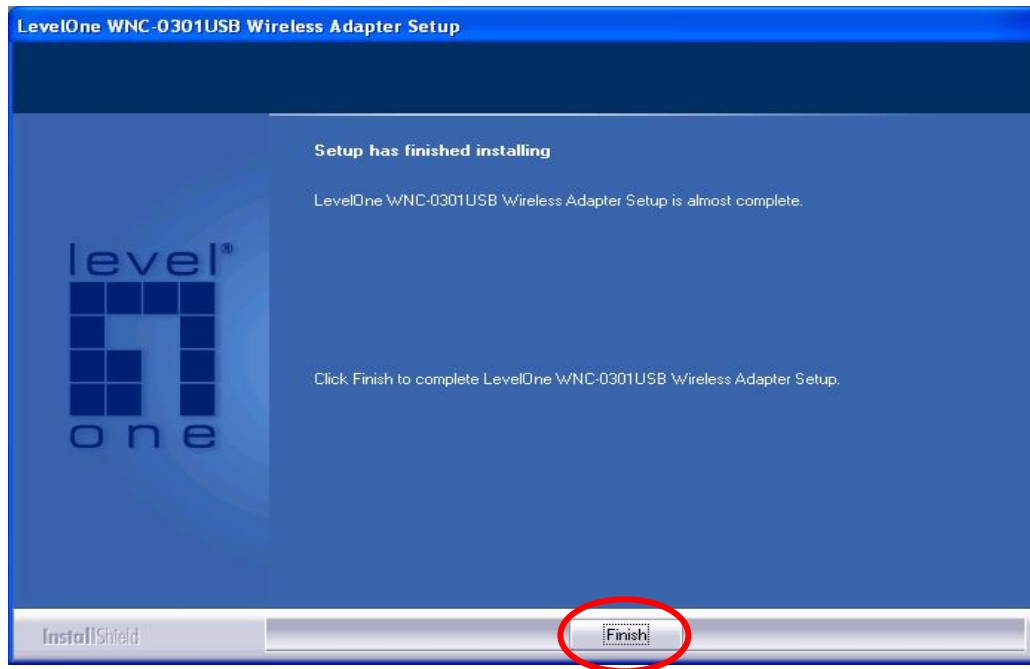 LevelOne WNC-0301USB Wireless Adapter Setup
Setup has finished installing
LevelOne WNC-0301USB Wireless Adapter Setup is almost complete.
level®
one
Click Finish to complete LevelOne WNC-0301USB Wireless Adapter Setup.
InstallShield
Finish